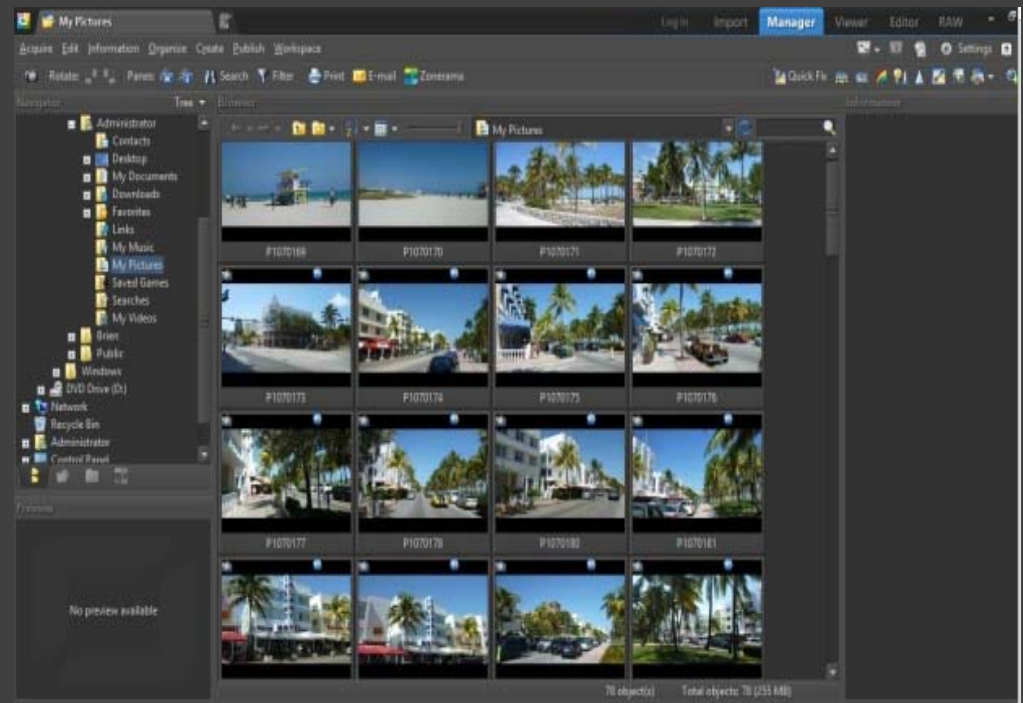 My Pictures
Log In Import Manager Viewer Editor RAW
Acquire Edit Information Organize Create Publish Workspace
Settings
Rotate: Panes: Search Filter Print E-mail Zonerama
Quick Fix
Navigator Tree Browser Information
Administrator
Contacts
Desktop
My Documents
Downloads
Favorites
Links
My Music
My Pictures
Saved Games
Searches
My Videos
Brien
Public
Windows
DVD Drive (D:)
Network
Recycle Bin
Administrator
Control Panel
Preview
No preview available
My Pictures
P1070169 P1070170 P1070171 P1070172
P1070173 P1070174 P1070175 P1070176
P1070177 P1070178 P1070180 P1070181
78 object(s) Total objects: 78 (255 MB)